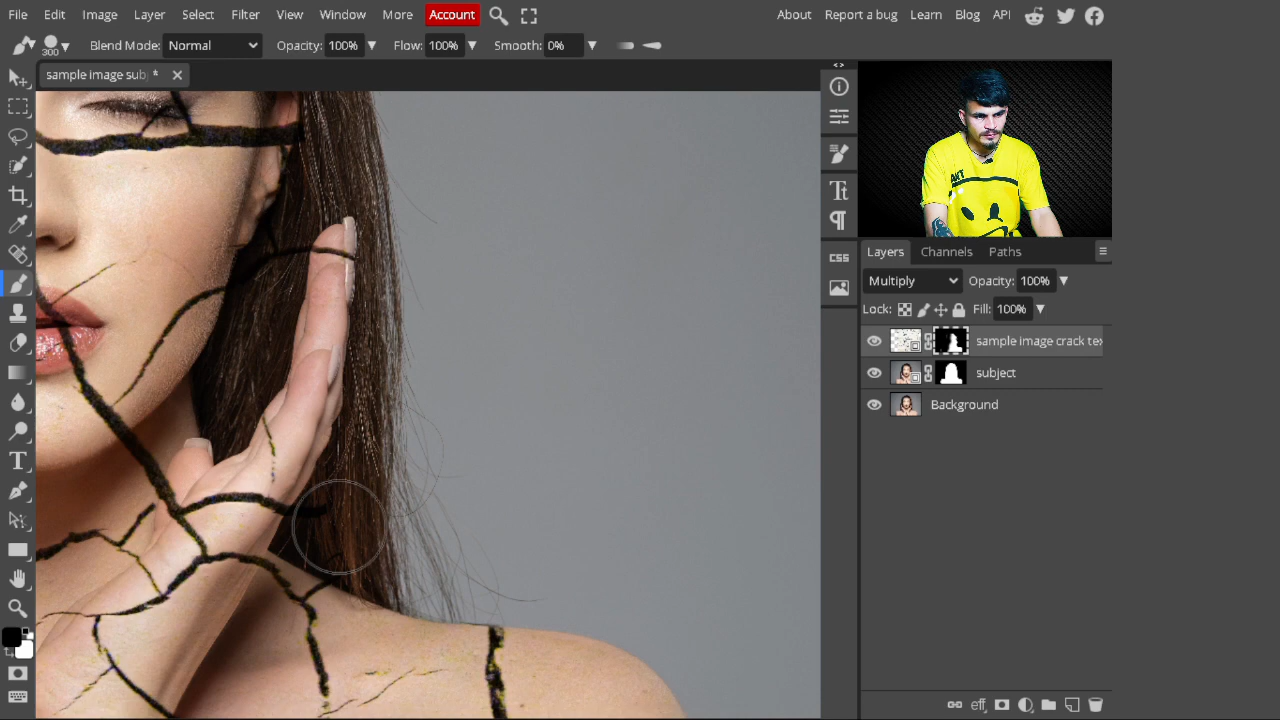 File Edit Image Layer Select Filter View Window More Account About Report a bug Learn Blog API
300 Blend Mode: Normal Opacity: 100% Flow: 100% Smooth: 0%
sample image sub *
CSS
Layers Channels Paths
Multiply Opacity: 100%
Lock: Fill: 100%
sample image crack tex
subject
Background
eff